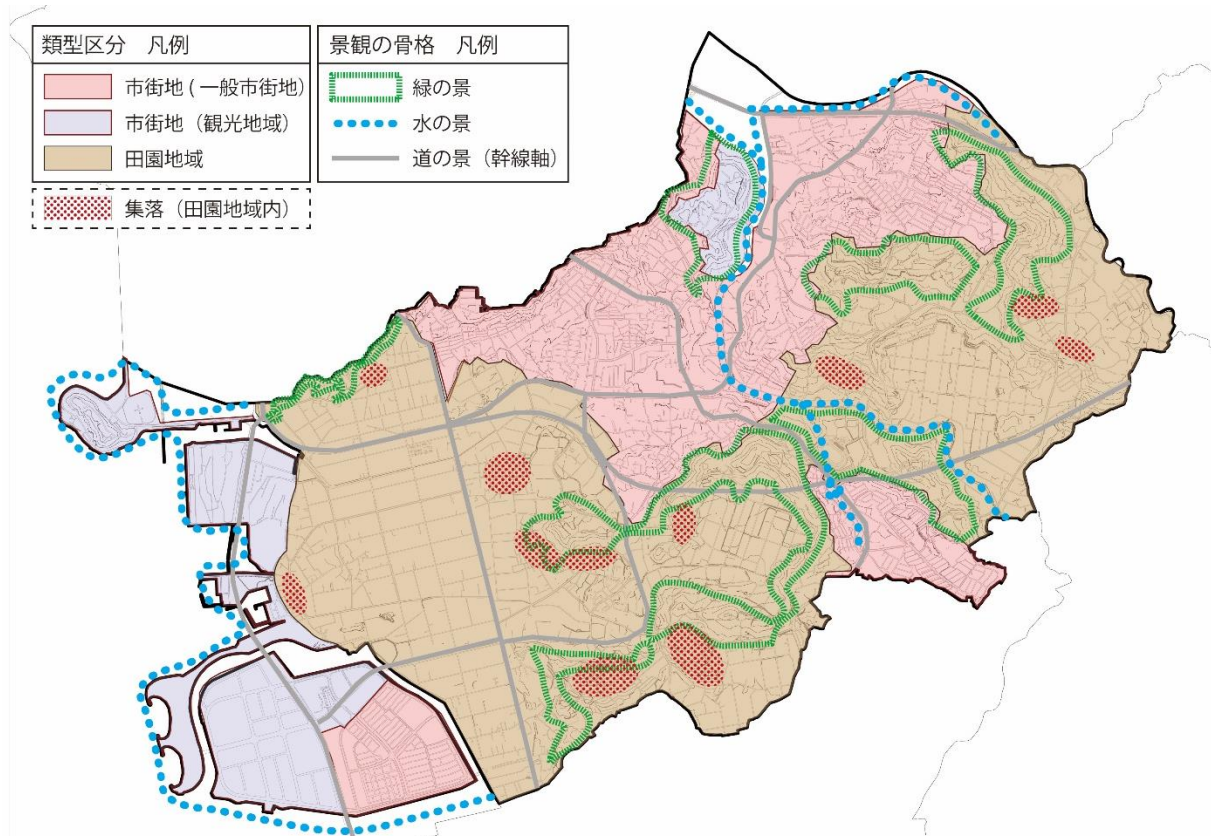 類型区分 凡例
市街地 ( 一般市街地)
市街地（観光地域）
田園地域
集落（田園地域内）
景観の骨格 凡例
緑の景
水の景
道の景（幹線軸）